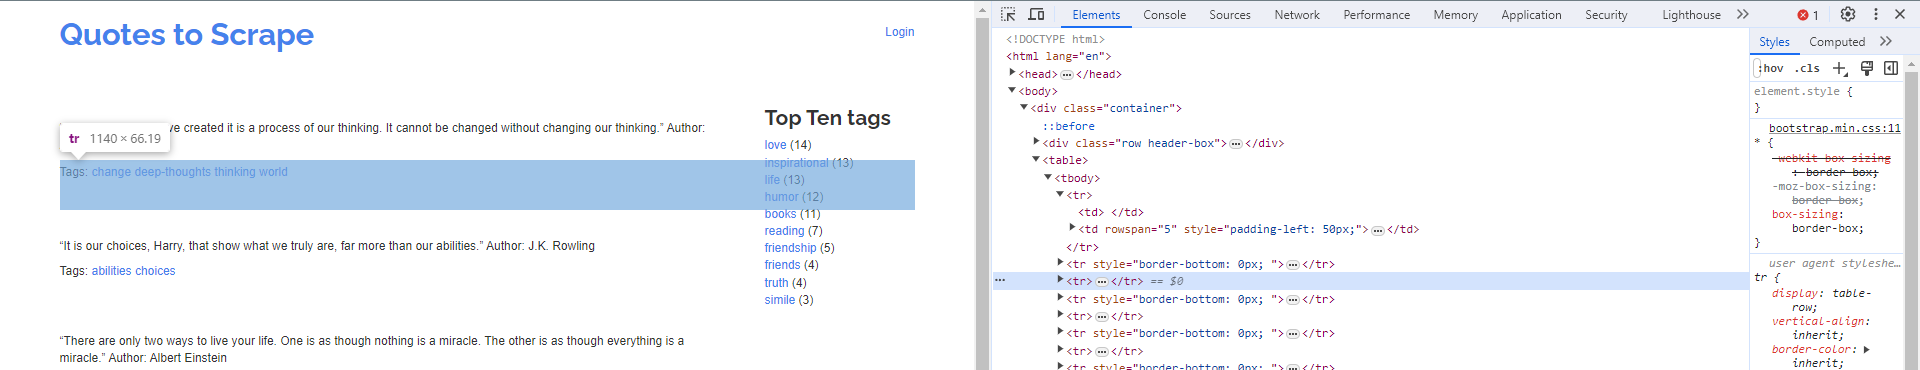 Quotes to Scrape
Login
ve created it is a process of our thinking. It cannot be changed without changing our thinking.” Author:
tr 1140 × 66.19
Tags: change deep-thoughts thinking world
“It is our choices, Harry, that show what we truly are, far more than our abilities.” Author: J.K. Rowling
Tags: abilities choices
“There are only two ways to live your life. One is as though nothing is a miracle. The other is as though everything is a
miracle.” Author: Albert Einstein
Top Ten tags
love (14)
inspirational (13)
life (13)
humor (12)
books (11)
reading (7)
friendship (5)
friends (4)
truth (4)
simile (3)
Elements Console Sources Network Performance Memory Application Security Lighthouse 1
<!DOCTYPE html>
<html lang="en">
<head>…</head>
<body>
<div class="container">
::before
<div class="row header-box">…</div>
<table>
<tbody>
<tr>
<td> </td>
<td rowspan="5" style="padding-left: 50px;">…</td>
</tr>
<tr style="border-bottom: 0px; ">…</tr>
… <tr>…</tr> == $0
<tr style="border-bottom: 0px; ">…</tr>
<tr>…</tr>
<tr style="border-bottom: 0px; ">…</tr>
<tr>…</tr>
<tr style="border-bottom: 0px; ">…</tr>
Styles Computed
:hov .cls
element.style {
}
bootstrap.min.css:11
* {
-webkit-box-sizing
: border-box;
-moz-box-sizing:
border-box;
box-sizing:
border-box;
}
user agent styleshe…
tr {
display: table-
row;
vertical-align:
inherit;
border-color:
inherit;